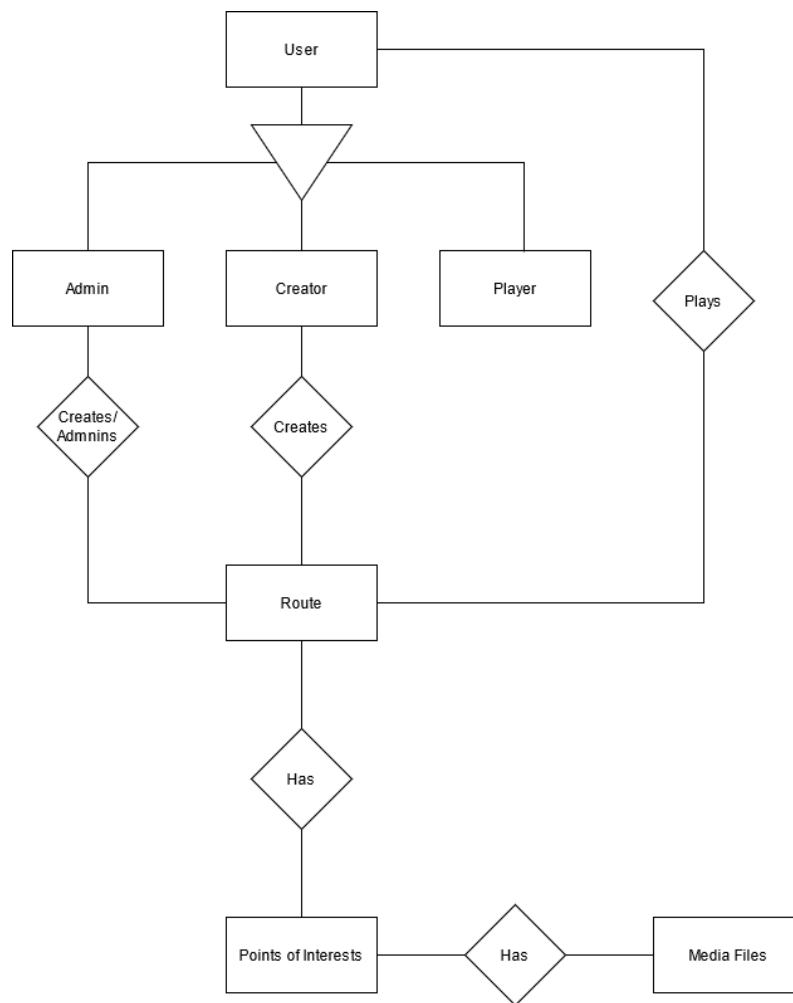 User
Admin
Creator
Player
Plays
Creates/
Admnins
Creates
Route
Has
Points of Interests
Has
Media Files